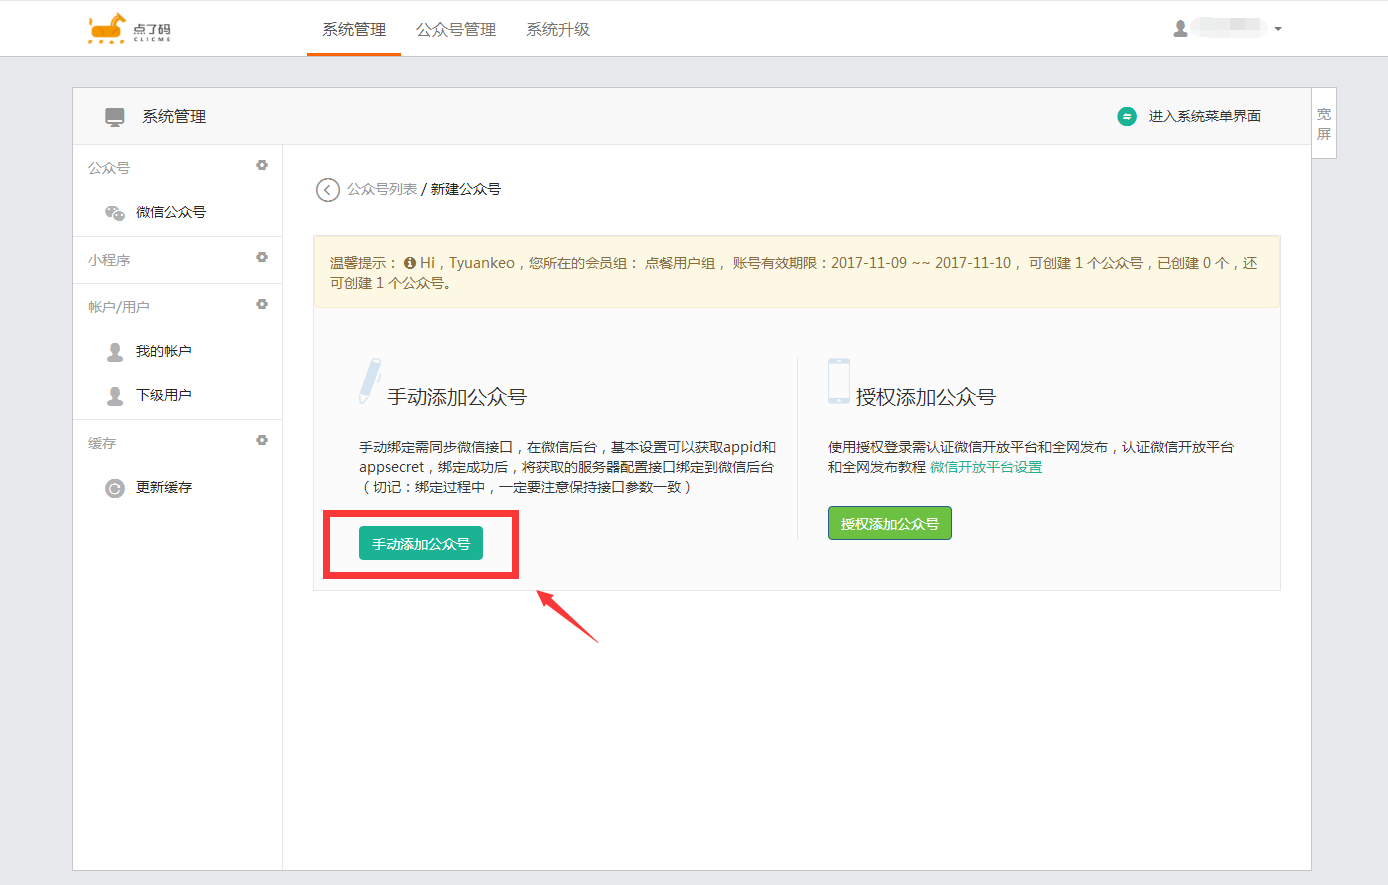 点了码
CLICME
系统管理
公众号管理
系统升级
系统管理
进入系统菜单界面
宽
屏
公众号
微信公众号
小程序
帐户/用户
我的帐户
下级用户
缓存
更新缓存
公众号列表 / 新建公众号
温馨提示： Hi，Tyuankeo，您所在的会员组： 点餐用户组， 账号有效期限：2017-11-09 ~~ 2017-11-10， 可创建 1 个公众号，已创建 0 个，还
可创建 1 个公众号。
手动添加公众号
手动绑定需同步微信接口，在微信后台，基本设置可以获取appid和
appsecret，绑定成功后，将获取的服务器配置接口绑定到微信后台
（切记：绑定过程中，一定要注意保持接口参数一致）
手动添加公众号
授权添加公众号
使用授权登录需认证微信开放平台和全网发布，认证微信开放平台
和全网发布教程 微信开放平台设置
授权添加公众号